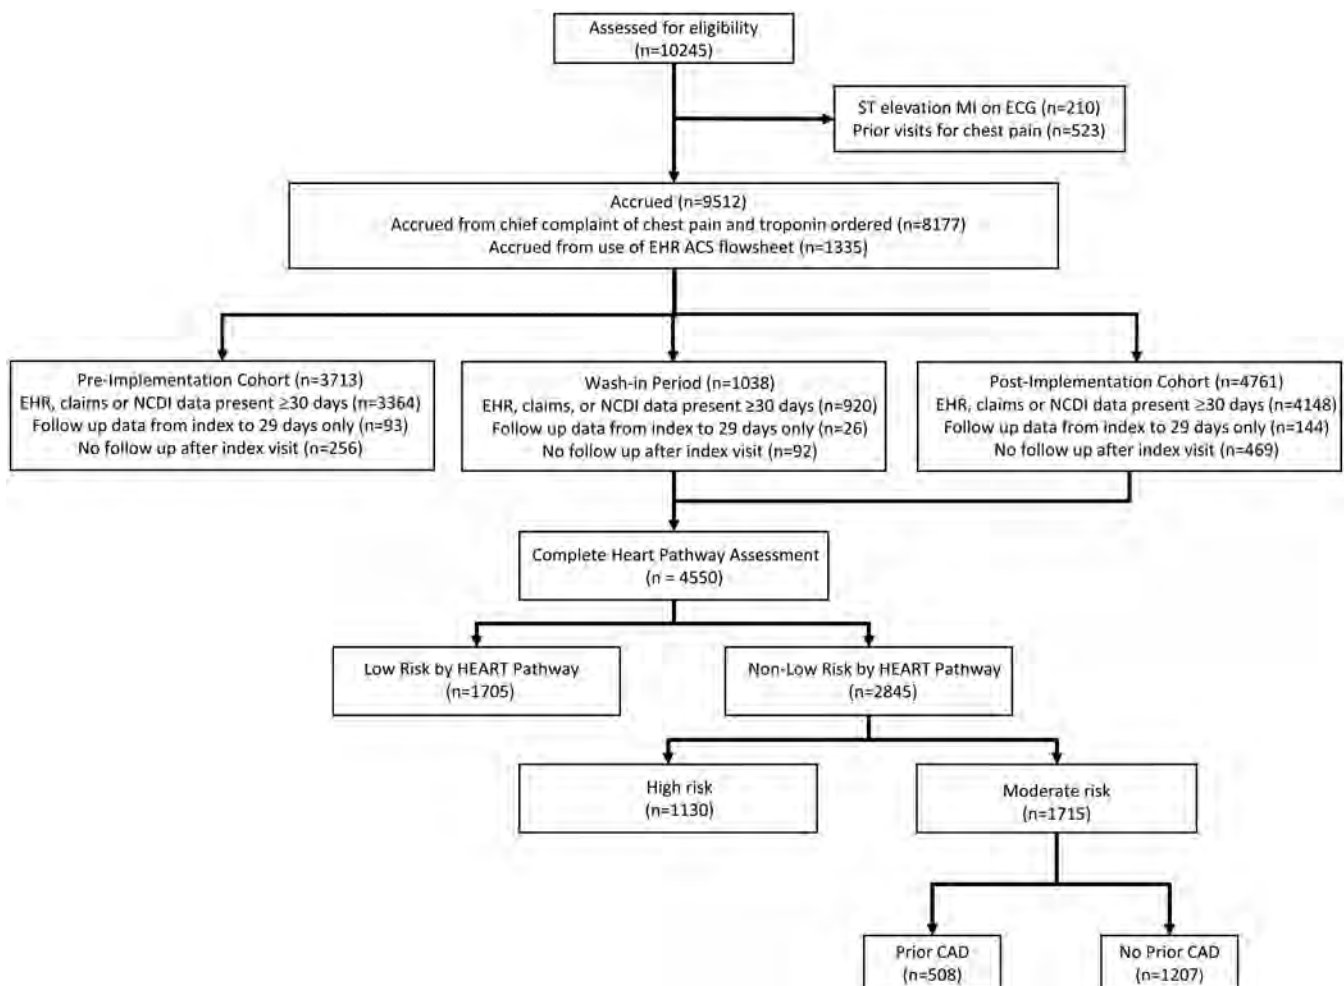 Assessed for eligibility
(n=10245)
ST elevation MI on ECG (n=210)
Prior visits for chest pain (n=523)
Accrued (n=9512)
Accrued from chief complaint of chest pain and troponin ordered (n=8177)
Accrued from use of EHR ACS flowsheet (n=1335)
Pre-Implementation Cohort (n=3713)
EHR, claims or NCDI data present ≥30 days (n=3364)
Follow up data from index to 29 days only (n=93)
No follow up after index visit (n=256)
Wash-in Period (n=1038)
EHR, claims, or NCDI data present ≥30 days (n=920)
Follow up data from index to 29 days only (n=26)
No follow up after index visit (n=92)
Post-Implementation Cohort (n=4761)
EHR, claims or NCDI data present ≥30 days (n=4148)
Follow up data from index to 29 days only (n=144)
No follow up after index visit (n=469)
Complete Heart Pathway Assessment
(n = 4550)
Low Risk by HEART Pathway
(n=1705)
Non-Low Risk by HEART Pathway
(n=2845)
High risk
(n=1130)
Moderate risk
(n=1715)
Prior CAD
(n=508)
No Prior CAD
(n=1207)